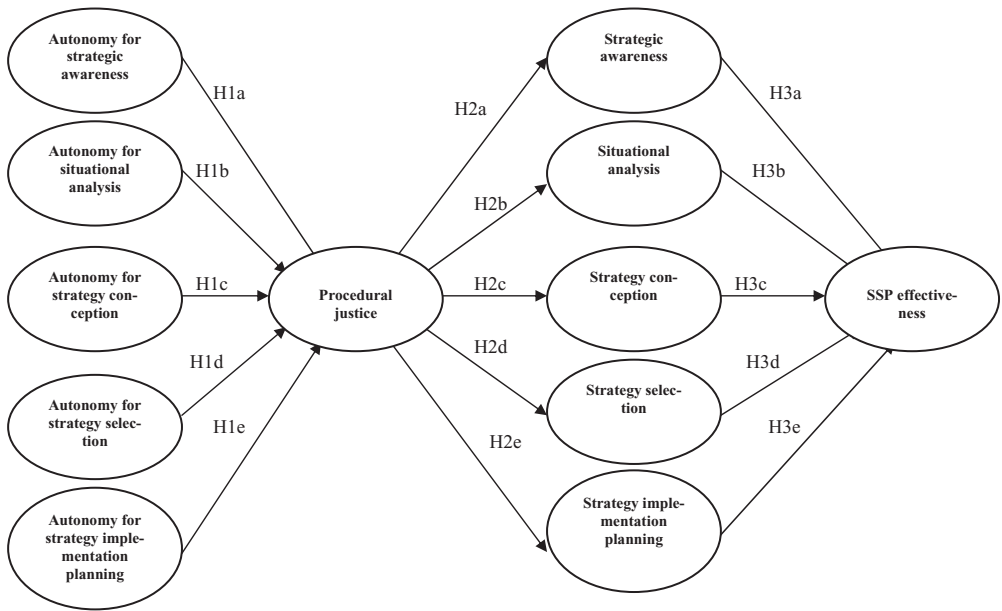 Autonomy for
strategic
awareness
H1a
Autonomy for
situational
analysis
H1b
Autonomy for
strategy con-
ception
H1c
Autonomy for
strategy selec-
tion
H1d
Autonomy for
strategy imple-
mentation
planning
H1e
Procedural
justice
H2a
H2b
H2c
H2d
H2e
Strategic
awareness
Situational
analysis
Strategy con-
ception
Strategy selec-
tion
Strategy imple-
mentation
planning
H3a
H3b
H3c
H3d
H3e
SSP effective-
ness